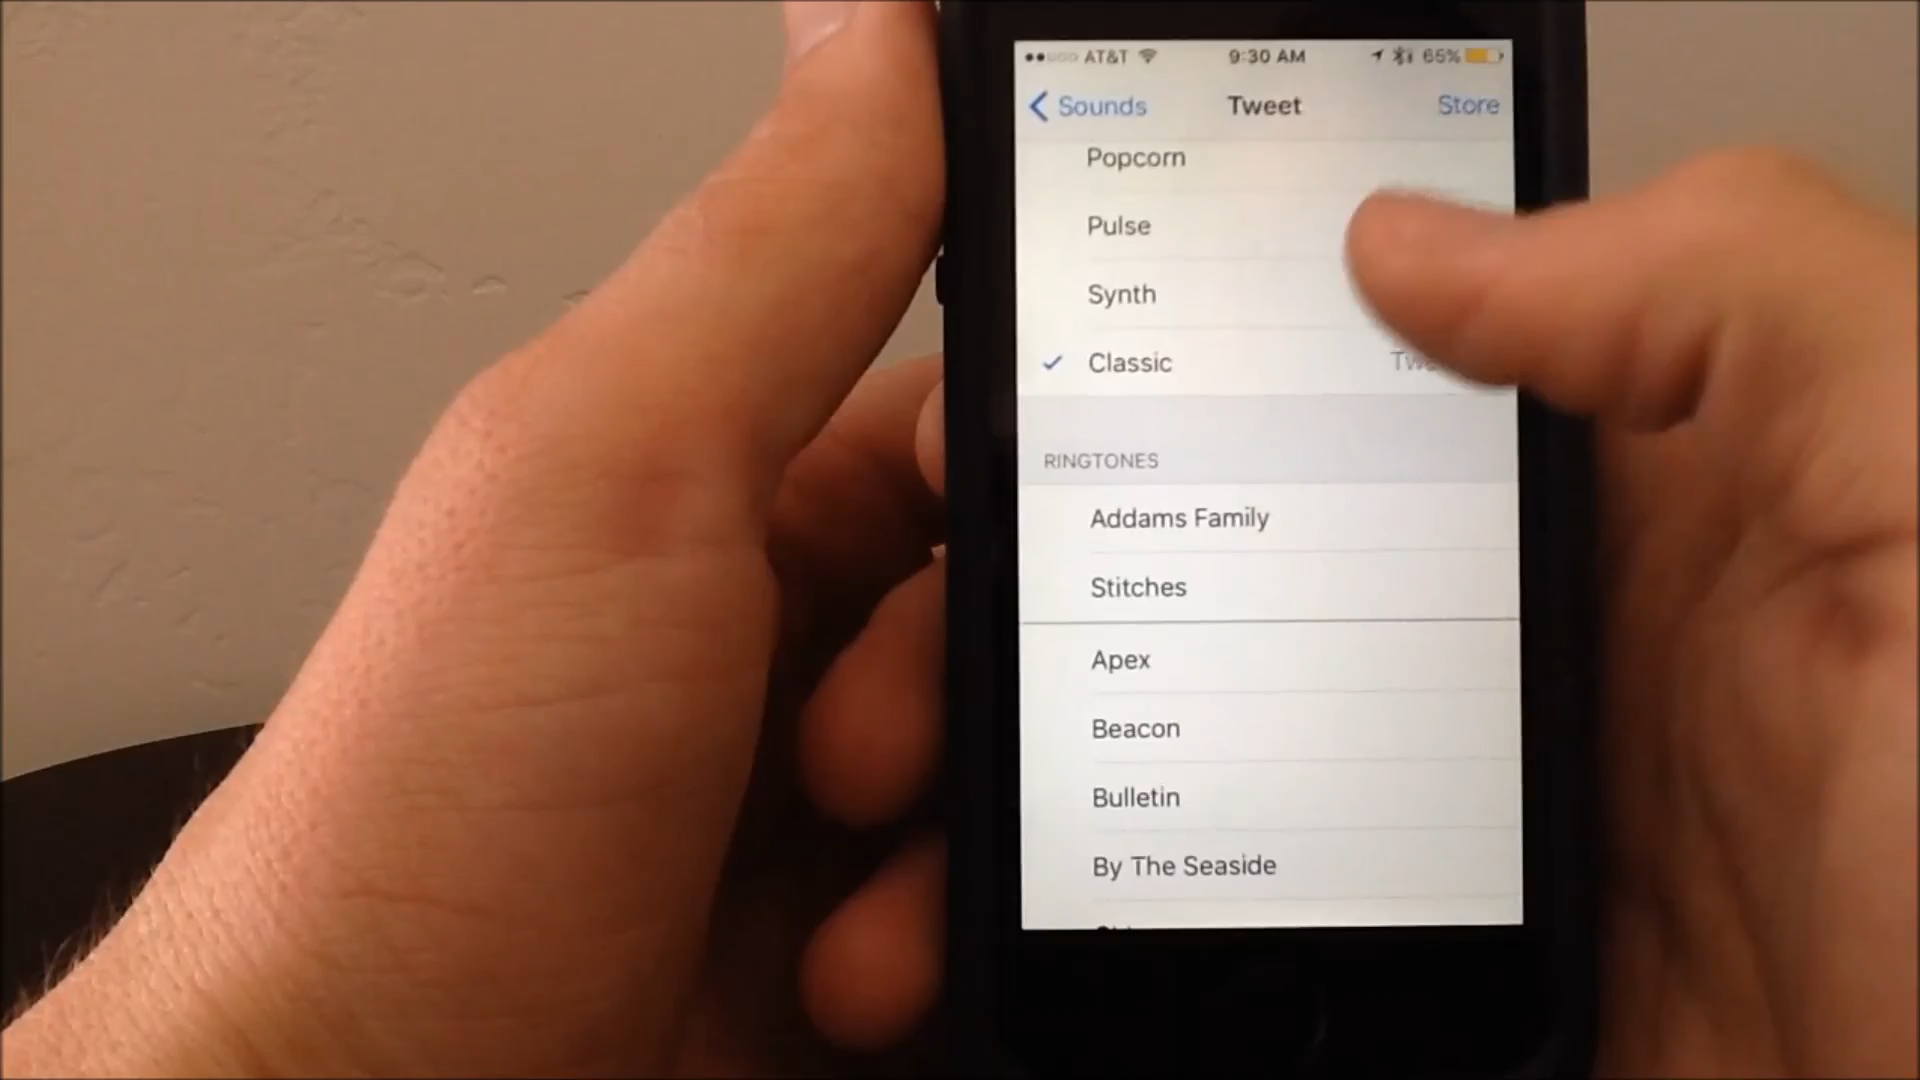 AT&T 9:30 AM 65%
Sounds Tweet Store
Popcorn
Pulse
Synth
Classic
RINGTONES
Addams Family
Stitches
Apex
Beacon
Bulletin
By The Seaside